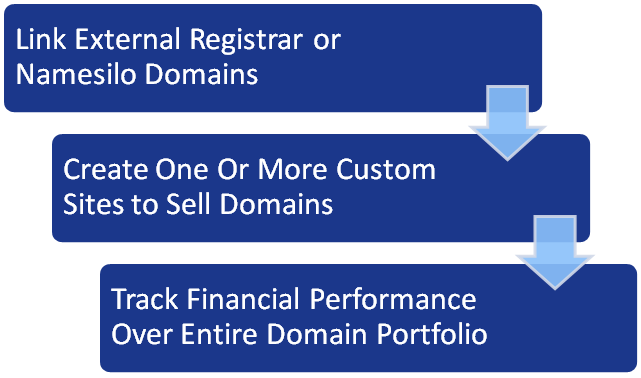 Link External Registrar or
Namesilo Domains
Create One Or More Custom
Sites to Sell Domains
Track Financial Performance
Over Entire Domain Portfolio